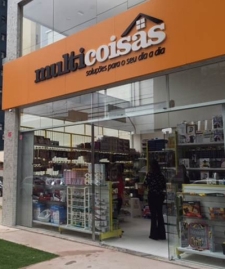 multicoisas
soluções para o seu dia a dia